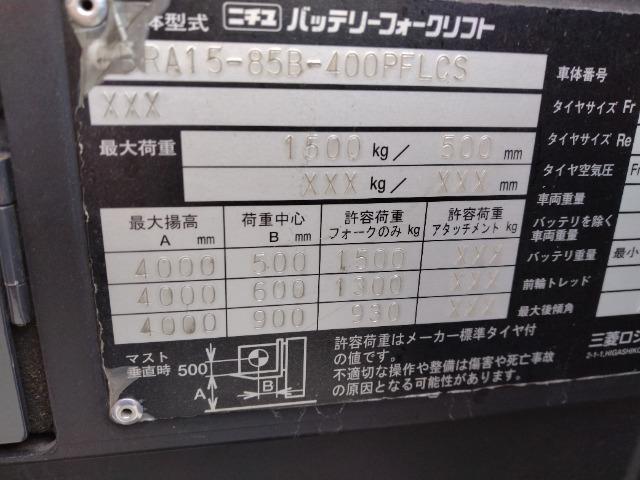 体型式 ニチユ バッテリーフォークリフト
RA15-85B-400PFLCS
車体番号
XXX
タイヤサイズ Fr
最大荷重 1500 kg/ 500 mm
タイヤサイズ Re
XXX kg/ XXX mm
タイヤ空気圧 Fr
車両重量
最大揚高 A mm 荷重中心 B mm 許容荷重 フォークのみ kg 許容荷重 アタッチメント kg
バッテリを除く 車両重量
4000 500 1500 XXX
バッテリ重量 最小
4000 600 1300 XXX
前輪トレッド
4000 900 930 XXX
最大後傾角
マスト 垂直時 500
A
B
許容荷重はメーカー標準タイヤ付
の値です。
不適切な操作や整備は傷害や死亡事故
の原因となる可能性があります。
三菱ロジ
2-1-1,HIGASHIKO